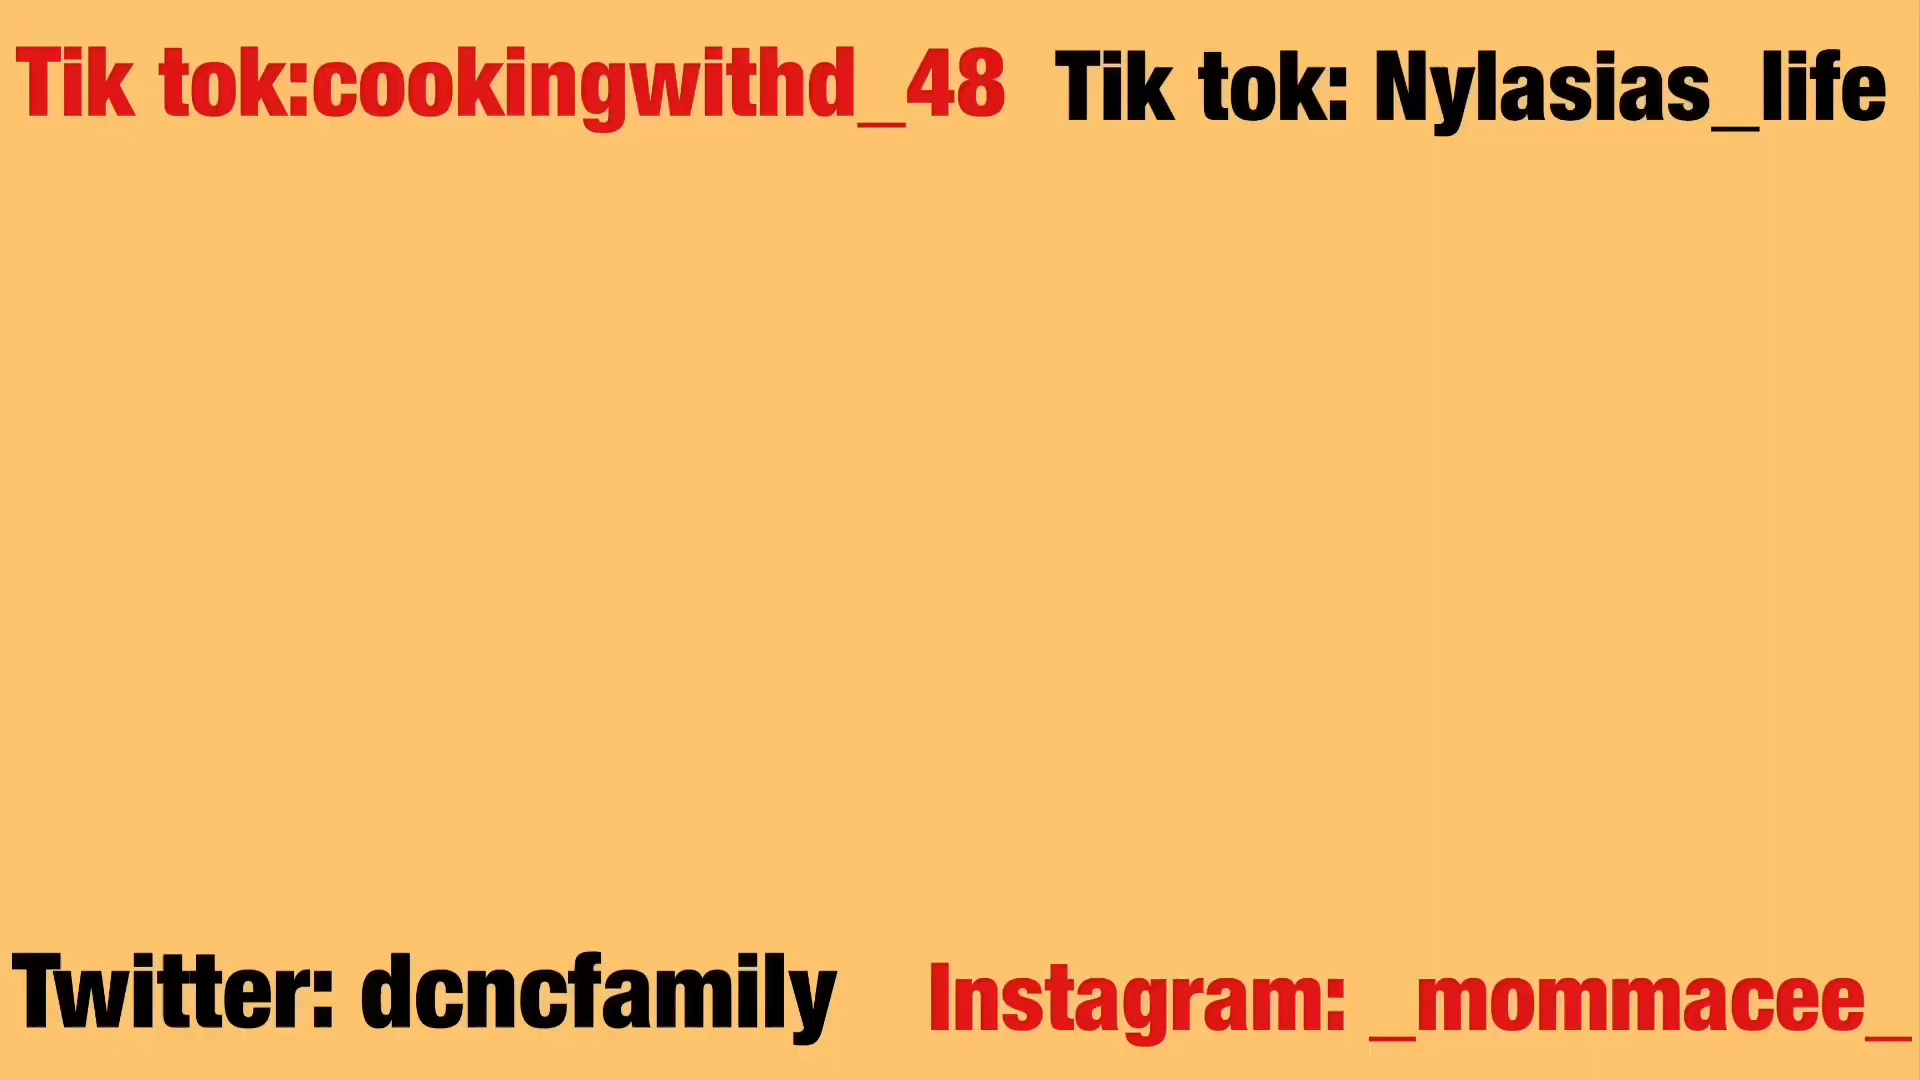 Tik tok:cookingwithd_48
Tik tok: Nylasias_life
Twitter: dcncfamily
Instagram: _mommacee_